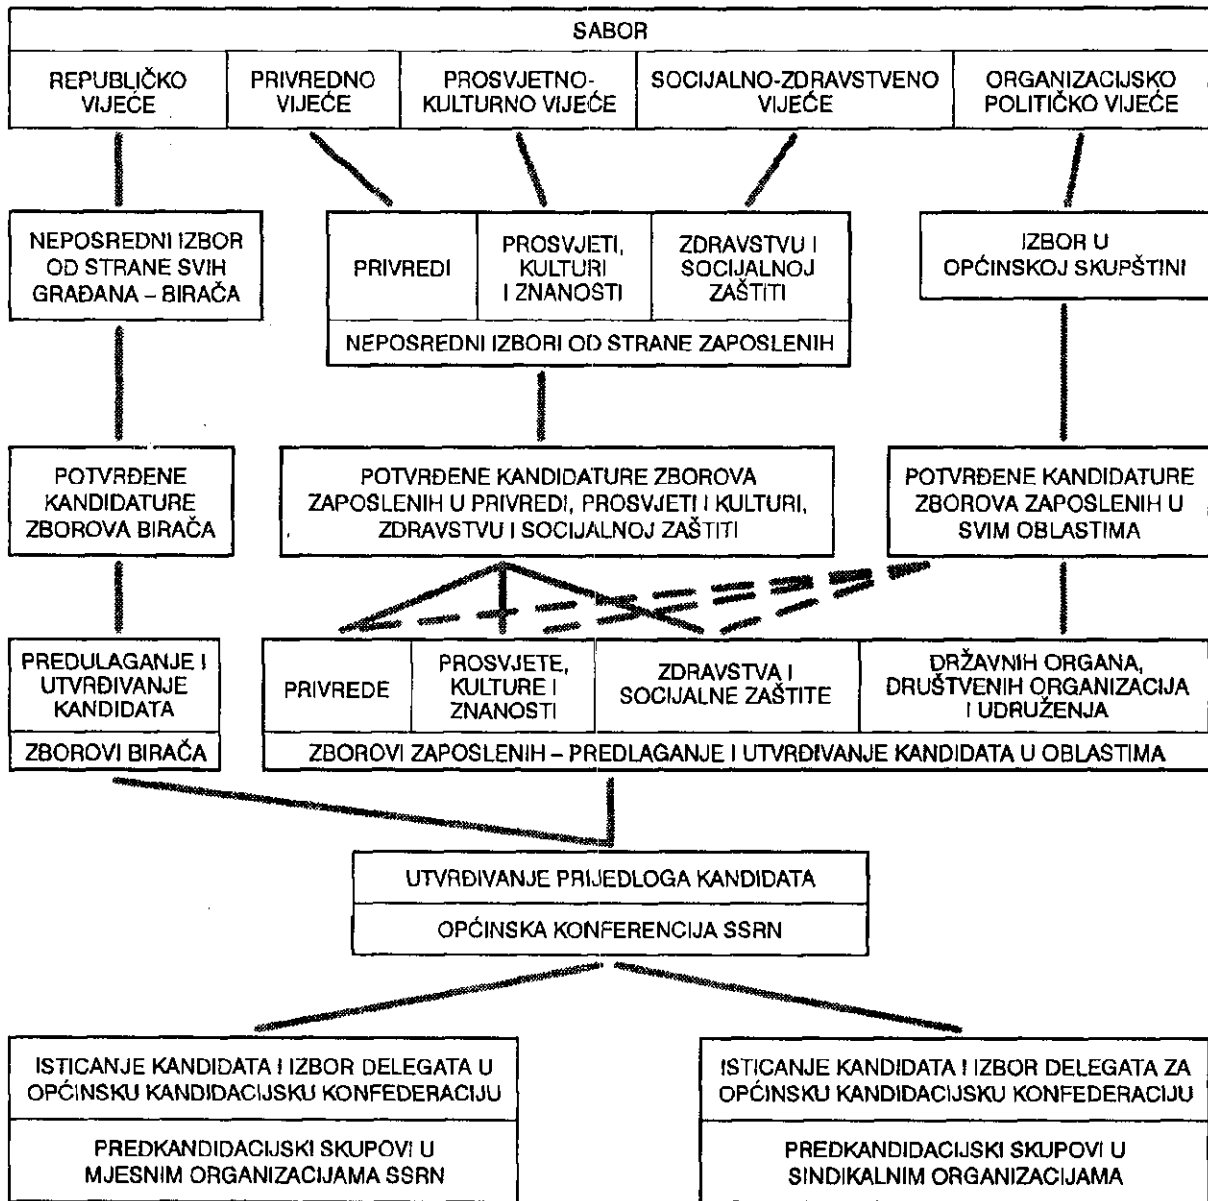 SABOR
REPUBLIČKO
VIJEĆE
PRIVREDNO
VIJEĆE
PROSVJETNO-
KULTURNO VIJEĆE
SOCIJALNO-ZDRAVSTVENO
VIJEĆE
ORGANIZACIJSKO
POLITIČKO VIJEĆE
NEPOSREDNI IZBOR
OD STRANE SVIH
GRAĐANA – BIRAČA
PRIVREDI
PROSVJETI,
KULTURI
I ZNANOSTI
ZDRAVSTVU I
SOCIJALNOJ
ZAŠTITI
NEPOSREDNI IZBORI OD STRANE ZAPOSLENIH
IZBOR U
OPĆINSKOJ SKUPŠTINI
POTVRĐENE
KANDIDATURE
ZBOROVA BIRAČA
POTVRĐENE KANDIDATURE ZBOROVA
ZAPOSLENIH U PRIVREDI, PROSVJETI I KULTURI,
ZDRAVSTVU I SOCIJALNOJ ZAŠTITI
POTVRĐENE KANDIDATURE
ZBOROVA ZAPOSLENIH U
SVIM OBLASTIMA
PREDULAGANJE I
UTVRĐIVANJE
KANDIDATA
ZBOROVI BIRAČA
PRIVREDE
PROSVJETE,
KULTURE I
ZNANOSTI
ZDRAVSTVA I
SOCIJALNE ZAŠTITE
DRŽAVNIH ORGANA,
DRUŠTVENIH ORGANIZACIJA
I UDRUŽENJA
ZBOROVI ZAPOSLENIH – PREDLAGANJE I UTVRĐIVANJE KANDIDATA U OBLASTIMA
UTVRĐIVANJE PRIJEDLOGA KANDIDATA
OPĆINSKA KONFERENCIJA SSRN
ISTICANJE KANDIDATA I IZBOR DELEGATA U
OPĆINSKU KANDIDACIJSKU KONFEDERACIJU
PREDKANDIDACIJSKI SKUPOVI U
MJESNIM ORGANIZACIJAMA SSRN
ISTICANJE KANDIDATA I IZBOR DELEGATA ZA
OPĆINSKU KANDIDACIJSKU KONFEDERACIJU
PREDKANDIDACIJSKI SKUPOVI U
SINDIKALNIM ORGANIZACIJAMA